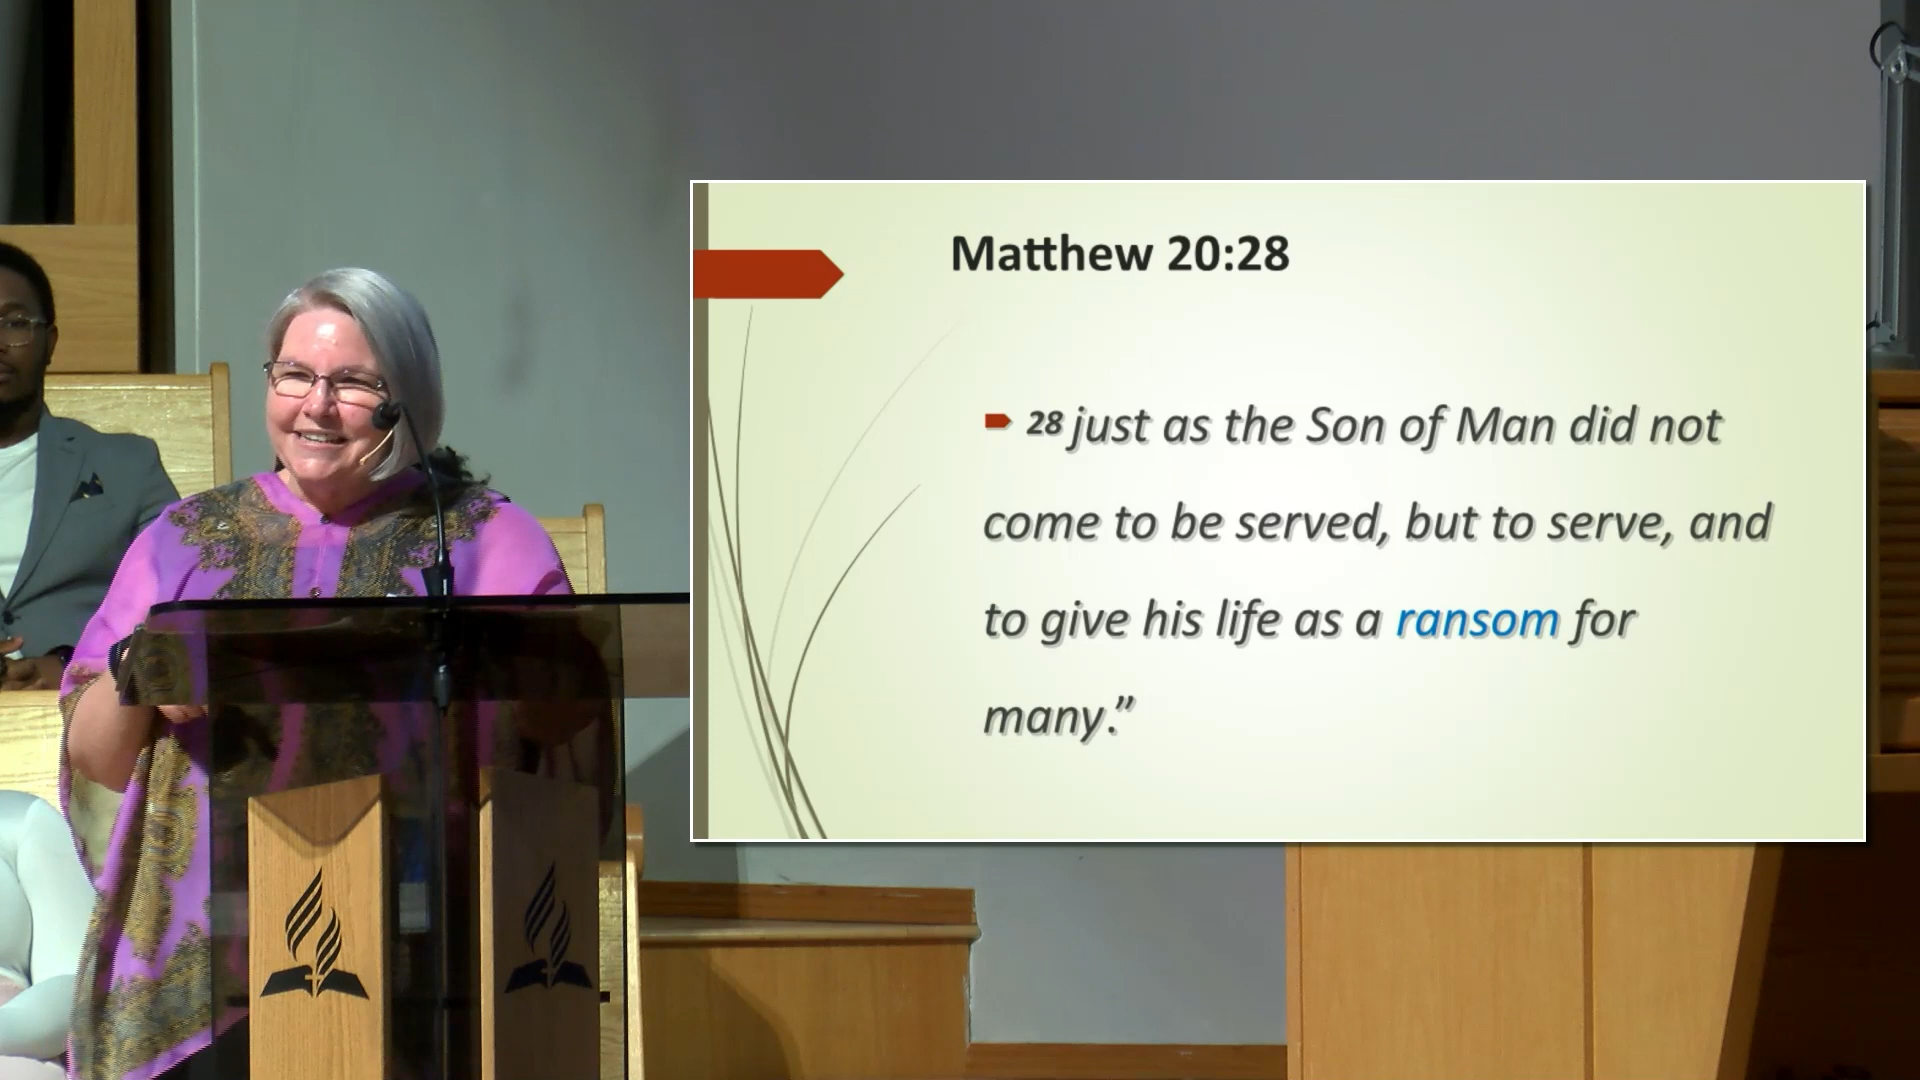 Matthew 20:28
28 just as the Son of Man did not
come to be served, but to serve, and
to give his life as a ransom for
many.”